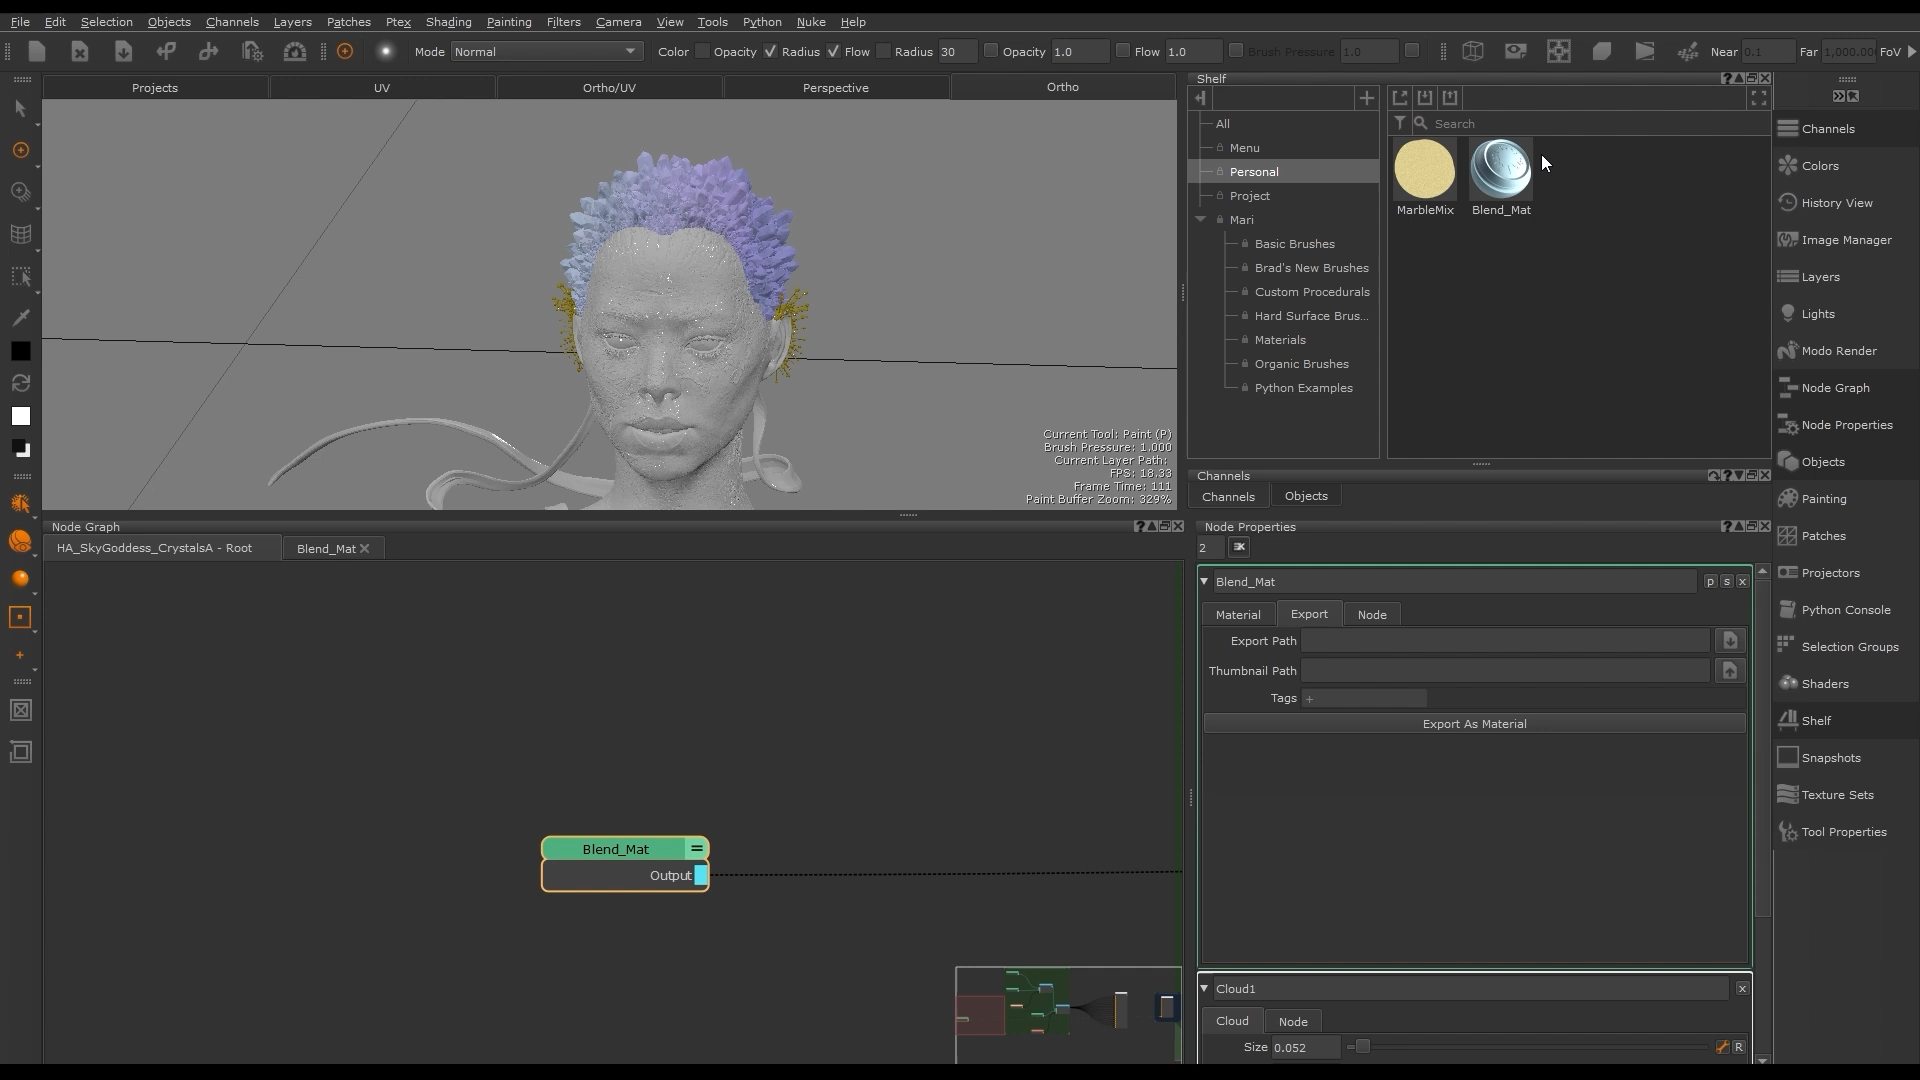 File Edit Selection Objects Channels Layers Patches Ptex Shading Painting Filters Camera View Tools Python Nuke Help
Mode Normal Color Opacity Radius Flow Radius 30 Opacity 1.0 Flow 1.0 Brush Pressure 1.0 Near 0.1 Far 1,000.00 FoV
Projects UV Ortho/UV Perspective Ortho
Current Tool: Paint (P)
Brush Pressure: 1.000
Current Layer Path:
FPS: 18.33
Frame Time: 111
Paint Buffer Zoom: 329%
Shelf
All
Menu
Personal
Project
Mari
Basic Brushes
Brad's New Brushes
Custom Procedurals
Hard Surface Brus...
Materials
Organic Brushes
Python Examples
Search
MarbleMix Blend_Mat
Channels
Channels Objects
Node Graph
HA_SkyGoddess_CrystalsA - Root Blend_Mat
Blend_Mat
Output
Node Properties
2
Blend_Mat p s x
Material Export Node
Export Path
Thumbnail Path
Tags +
Export As Material
Cloud1 x
Cloud Node
Size 0.052 R
Channels
Colors
History View
Image Manager
Layers
Lights
Modo Render
Node Graph
Node Properties
Objects
Painting
Patches
Projectors
Python Console
Selection Groups
Shaders
Shelf
Snapshots
Texture Sets
Tool Properties